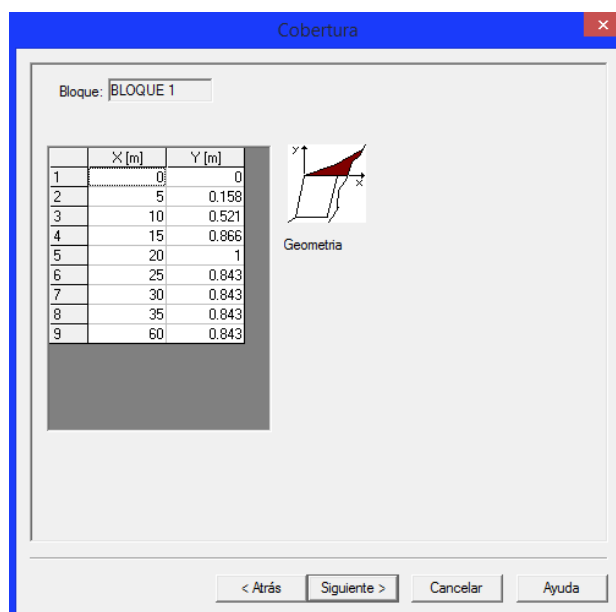 Cobertura
×
Bloque: BLOQUE 1
X [m] Y [m]
1 0 0
2 5 0.158
3 10 0.521
4 15 0.866
5 20 1
6 25 0.843
7 30 0.843
8 35 0.843
9 60 0.843
y
x
Geometria
< Atrás Siguiente > Cancelar Ayuda